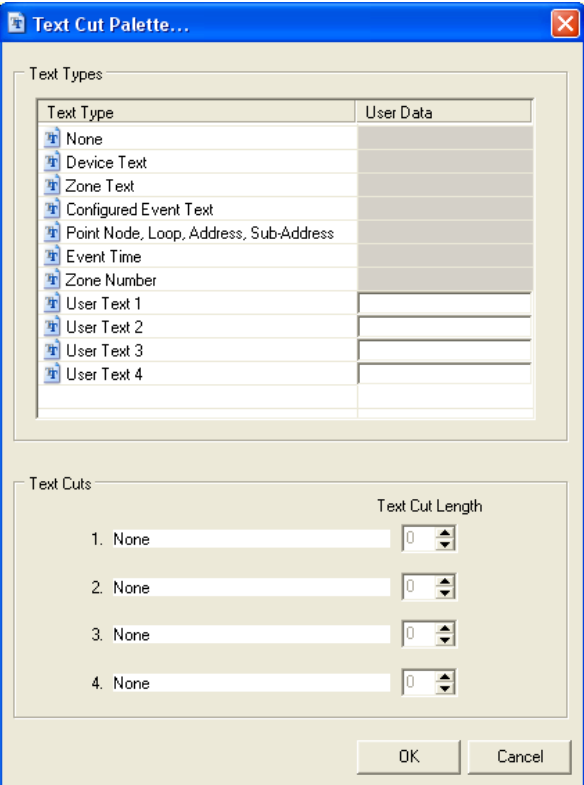 Text Cut Palette...
Text Types
Text Type User Data
None
Device Text
Zone Text
Configured Event Text
Point Node, Loop, Address, Sub-Address
Event Time
Zone Number
User Text 1
User Text 2
User Text 3
User Text 4
Text Cuts
Text Cut Length
1. None 0
2. None 0
3. None 0
4. None 0
OK Cancel